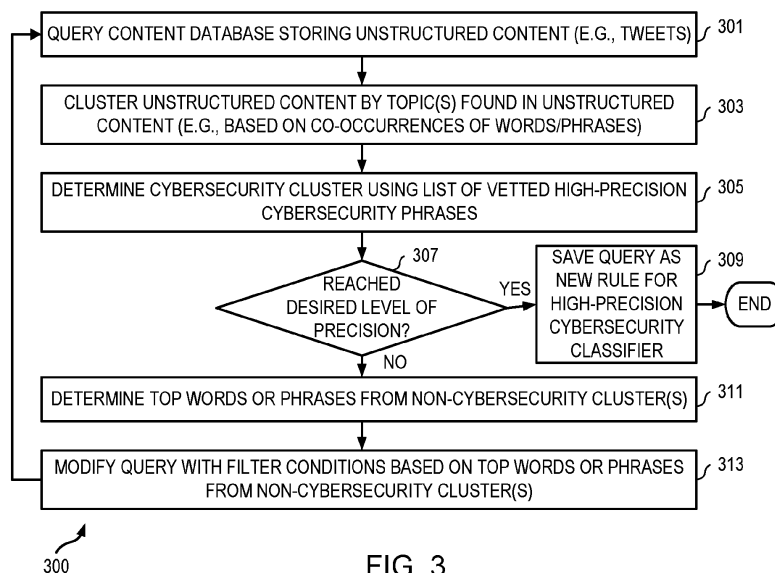 QUERY CONTENT DATABASE STORING UNSTRUCTURED CONTENT (E.G., TWEETS)
301
CLUSTER UNSTRUCTURED CONTENT BY TOPIC(S) FOUND IN UNSTRUCTURED
CONTENT (E.G., BASED ON CO-OCCURRENCES OF WORDS/PHRASES)
303
DETERMINE CYBERSECURITY CLUSTER USING LIST OF VETTED HIGH-PRECISION
CYBERSECURITY PHRASES
305
307
REACHED
DESIRED LEVEL OF
PRECISION?
YES
SAVE QUERY AS
NEW RULE FOR
HIGH-PRECISION
CYBERSECURITY
CLASSIFIER
309
END
NO
DETERMINE TOP WORDS OR PHRASES FROM NON-CYBERSECURITY CLUSTER(S)
311
MODIFY QUERY WITH FILTER CONDITIONS BASED ON TOP WORDS OR PHRASES
FROM NON-CYBERSECURITY CLUSTER(S)
313
300
FIG. 3